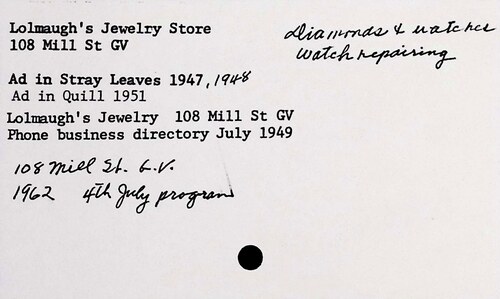 Lolmaugh's Jewelry Store
108 Mill St GV
Diamonds & watches
Watch repairing
Ad in Stray Leaves 1947, 1948
Ad in Quill 1951
Lolmaugh's Jewelry 108 Mill St GV
Phone business directory July 1949
108 Mill St. G.V.
1962 4th July program